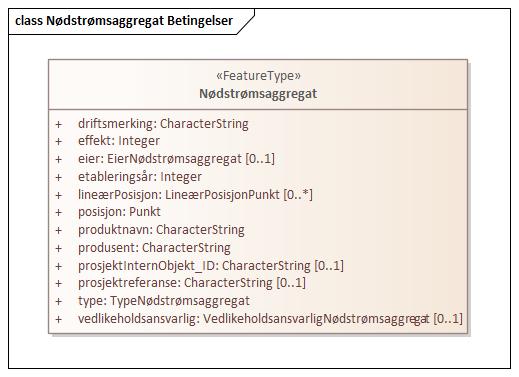 class Nødstrømsaggregat Betingelser
«FeatureType»
Nødstrømsaggregat
+ driftsmerking: CharacterString
+ effekt: Integer
+ eier: EierNødstrømsaggregat [0..1]
+ etableringsår: Integer
+ lineærPosisjon: LineærPosisjonPunkt [0..*]
+ posisjon: Punkt
+ produktnavn: CharacterString
+ produsent: CharacterString
+ prosjektInternObjekt_ID: CharacterString [0..1]
+ prosjektreferanse: CharacterString [0..1]
+ type: TypeNødstrømsaggregat
+ vedlikeholdsansvarlig: VedlikeholdsansvarligNødstrømsaggregat [0..1]